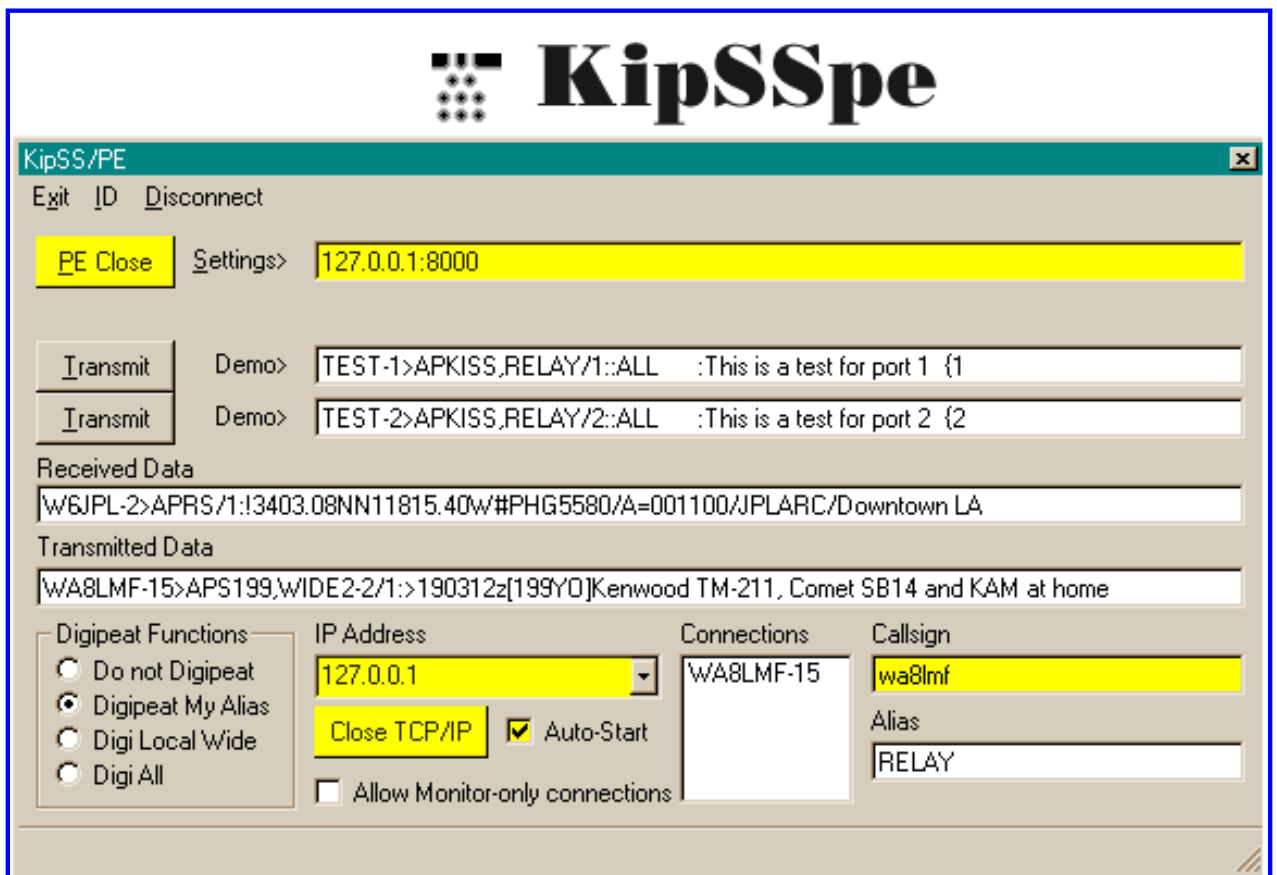 KipSSpe
KipSS/PE
Exit ID Disconnect
PE Close Settings> 127.0.0.1:8000
Transmit Demo> TEST-1>APKISS,RELAY/1::ALL :This is a test for port 1 {1
Transmit Demo> TEST-2>APKISS,RELAY/2::ALL :This is a test for port 2 {2
Received Data
W6JPL-2>APRS/1:!3403.08NN11815.40W#PHG5580/A=001100/JPLARC/Downtown LA
Transmitted Data
WA8LMF-15>APS199,WIDE2-2/1:>190312z[199YO]Kenwood TM-211, Comet SB14 and KAM at home
Digipeat Functions
Do not Digipeat
Digipeat My Alias
Digi Local Wide
Digi All
IP Address
127.0.0.1
Close TCP/IP Auto-Start
Allow Monitor-only connections
Connections
WA8LMF-15
Callsign
wa8lmf
Alias
RELAY